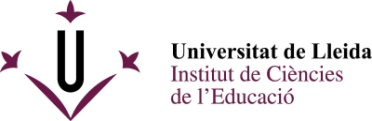 U
Universitat de Lleida
Institut de Ciències
de l'Educació